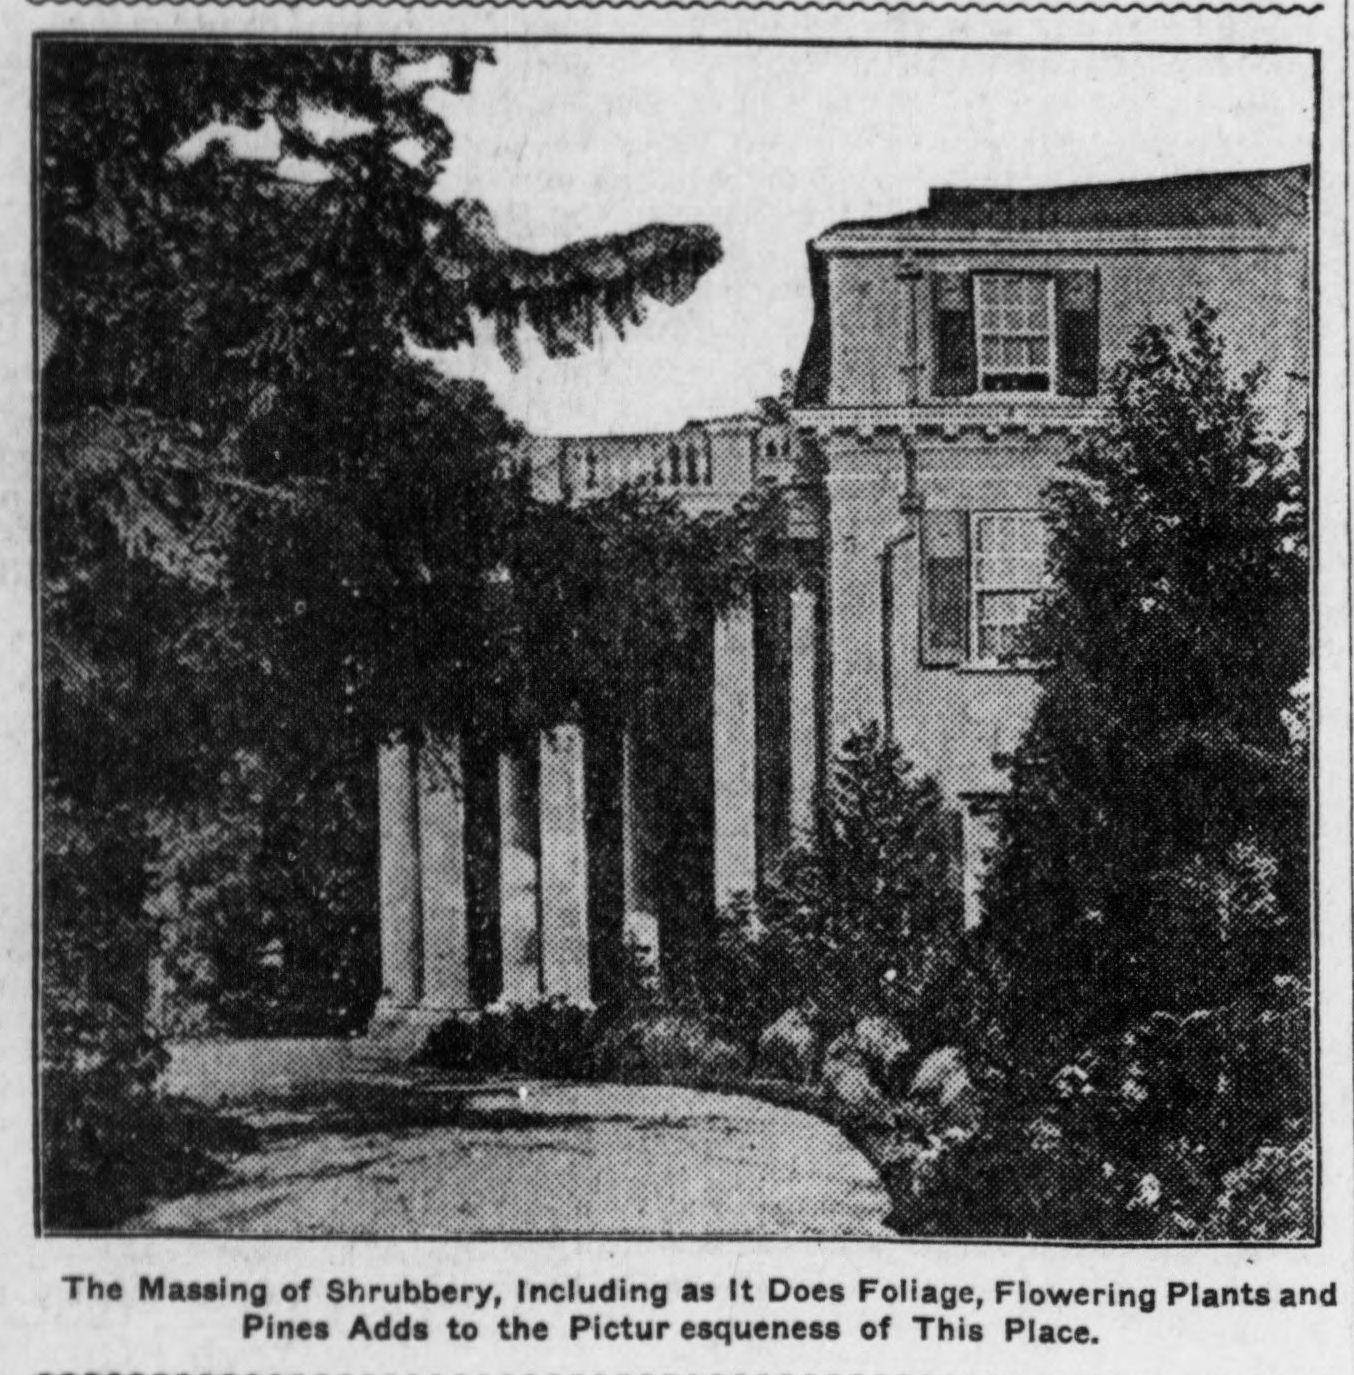 The Massing of Shrubbery, Including as It Does Foliage, Flowering Plants and
Pines Adds to the Pictur esqueness of This Place.